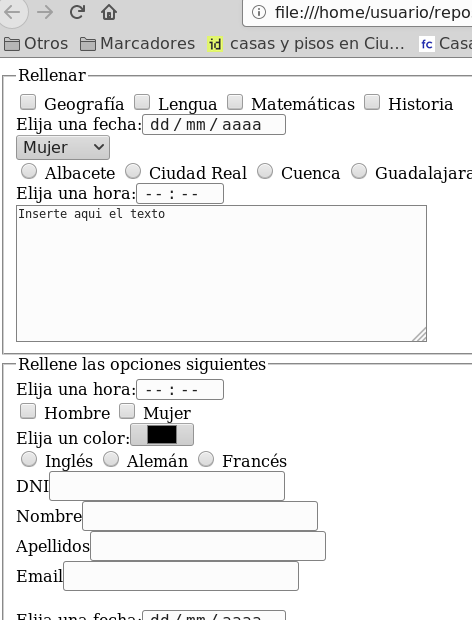 file:///home/usuario/repo
Otros Marcadores id casas y pisos en Ciu... fc Casa
Rellenar
Geografía Lengua Matemáticas Historia
Elija una fecha: dd / mm / aaaa
Mujer
Albacete Ciudad Real Cuenca Guadalajara
Elija una hora: -- : --
Inserte aqui el texto
Rellene las opciones siguientes
Elija una hora: -- : --
Hombre Mujer
Elija un color:
Inglés Alemán Francés
DNI
Nombre
Apellidos
Email
Elija una fecha: dd / mm / aaaa